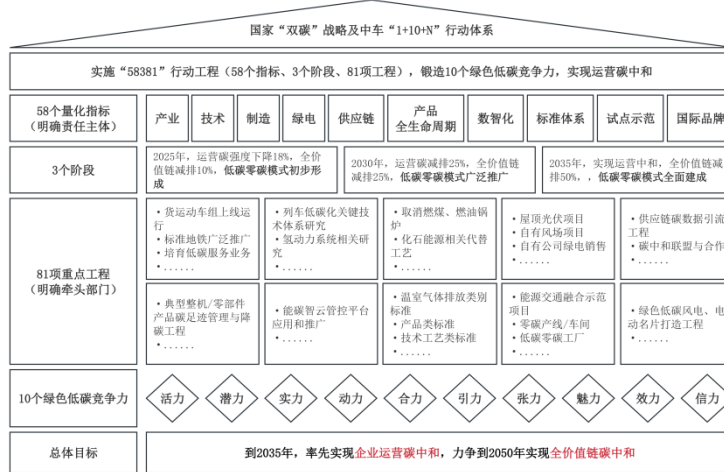 国家“双碳”战略及中车“1+10+N”行动体系
实施“58381”行动工程（58个指标、3个阶段、81项工程），锻造10个绿色低碳竞争力，实现运营碳中和
58个量化指标
（明确责任主体）
产业
技术
制造
绿电
供应链
产品
全生命周期
数智化
标准体系
试点示范
国际品牌
3个阶段
2025年，运营碳强度下降18%，全价
值链减排10%，低碳零碳模式初步形
成
2030年，运营碳减排25%，全价值链
减排25%，低碳零碳模式广泛推广
2035年，实现运营中和，全价值链减
排50%，，低碳零碳模式全面建成
81项重点工程
（明确牵头部门）
·货运动车组上线运
行
·标准地铁广泛推广
·培育低碳服务业务
·......
·列车低碳化关键技
术体系研究
·氢动力系统相关研
究
·......
·取消燃煤、燃油锅
炉
·化石能源相关代替
工艺
·......
·屋顶光伏项目
·自有风场项目
·自有公司绿电销售
·......
·供应链碳数据引流
工程
·碳中和联盟与合作
·......
·典型整机/零部件
产品碳足迹管理与降
碳工程
·......
·能碳智云管控平台
应用和推广
·......
·温室气体排放类别
标准
·产品类标准
·技术工艺类标准
·......
·能源交通融合示范
项目
·零碳产线/车间
·低碳零碳工厂
·......
·绿色低碳风电、电
动名片打造工程
·......
10个绿色低碳竞争力
活力
潜力
实力
动力
合力
引力
张力
魅力
效力
信力
总体目标
到2035年，率先实现企业运营碳中和，力争到2050年实现全价值链碳中和